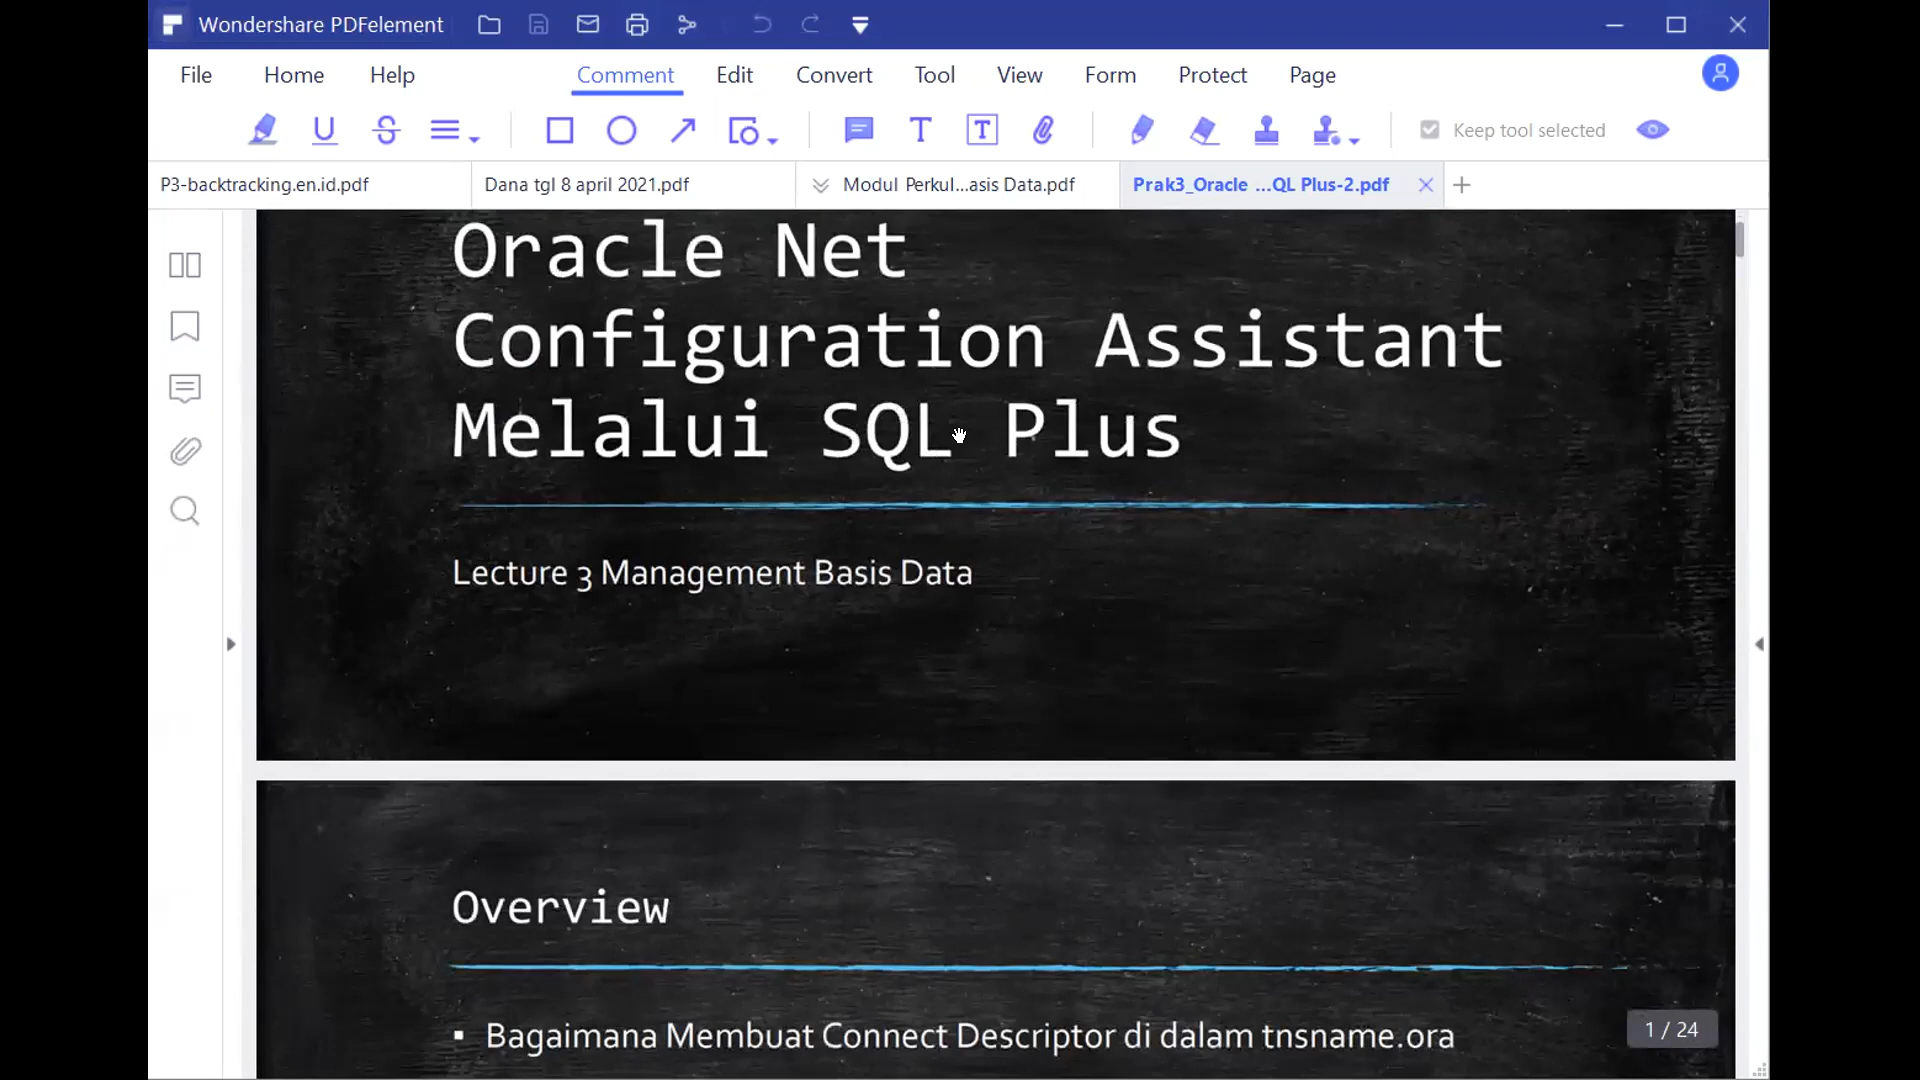 Wondershare PDFelement
File Home Help Comment Edit Convert Tool View Form Protect Page
Keep tool selected
P3-backtracking.en.id.pdf Dana tgl 8 april 2021.pdf Modul Perkul...asis Data.pdf Prak3_Oracle ...QL Plus-2.pdf
Oracle Net
Configuration Assistant
Melalui SQL Plus
Lecture 3 Management Basis Data
Overview
▪ Bagaimana Membuat Connect Descriptor di dalam tnsname.ora
1 / 24